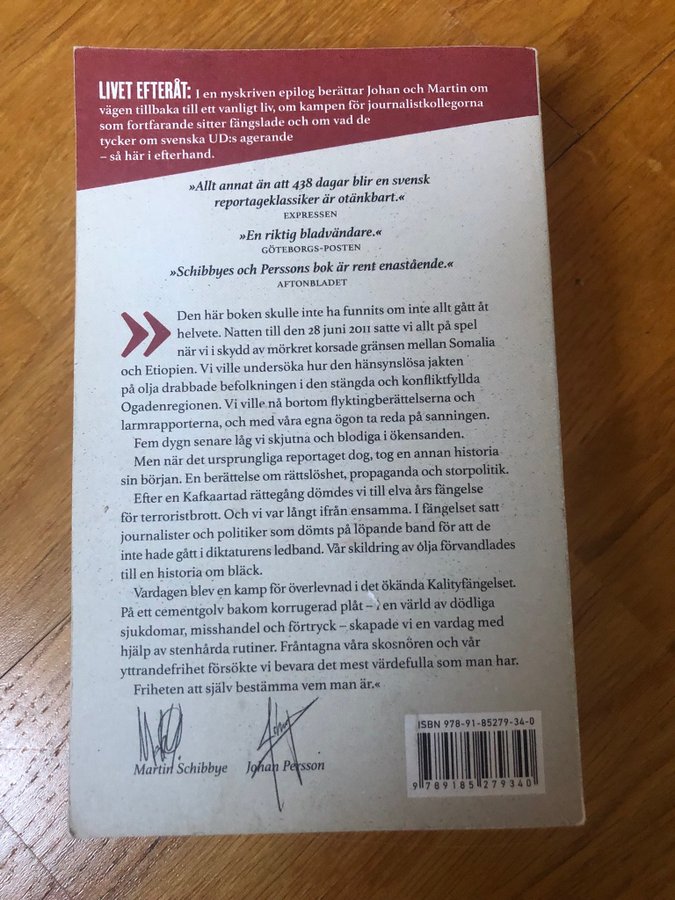 LIVET EFTERÅT: I en nyskriven epilog berättar Johan och Martin om
vägen tillbaka till ett vanligt liv, om kampen för journalistkollegorna
som fortfarande sitter fängslade och om vad de
tycker om svenska UD:s agerande
– så här i efterhand.
»Allt annat än att 438 dagar blir en svensk
reportageklassiker är otänkbart.«
EXPRESSEN
»En riktig bladvändare.«
GÖTEBORGS-POSTEN
»Schibbyes och Perssons bok är rent enastående.«
AFTONBLADET
» Den här boken skulle inte ha funnits om inte allt gått åt
helvete. Natten till den 28 juni 2011 satte vi allt på spel
när vi i skydd av mörkret korsade gränsen mellan Somalia
och Etiopien. Vi ville undersöka hur den hänsynslösa jakten
på olja drabbade befolkningen i den stängda och konfliktfyllda
Ogadenregionen. Vi ville nå bortom flyktingberättelserna och
larmrapporterna, och med våra egna ögon ta reda på sanningen.
Fem dygn senare låg vi skjutna och blodiga i ökensanden.
Men när det ursprungliga reportaget dog, tog en annan historia
sin början. En berättelse om rättslöshet, propaganda och storpolitik.
Efter en Kafkaartad rättegång dömdes vi till elva års fängelse
för terroristbrott. Och vi var långt ifrån ensamma. I fängelset satt
journalister och politiker som dömts på löpande band för att de
inte hade gått i diktaturens ledband. Vår skildring av olja förvandlades
till en historia om bläck.
Vardagen blev en kamp för överlevnad i det ökända Kalityfängelset.
På ett cementgolv bakom korrugerad plåt – i en värld av dödliga
sjukdomar, misshandel och förtryck – skapade vi en vardag med
hjälp av stenhårda rutiner. Fråntagna våra skosnören och vår
yttrandefrihet försökte vi bevara det mest värdefulla som man har.
Friheten att själv bestämma vem man är.«
Martin Schibbye Johan Persson
ISBN 978-91-85279-34-0
9 789185 279340